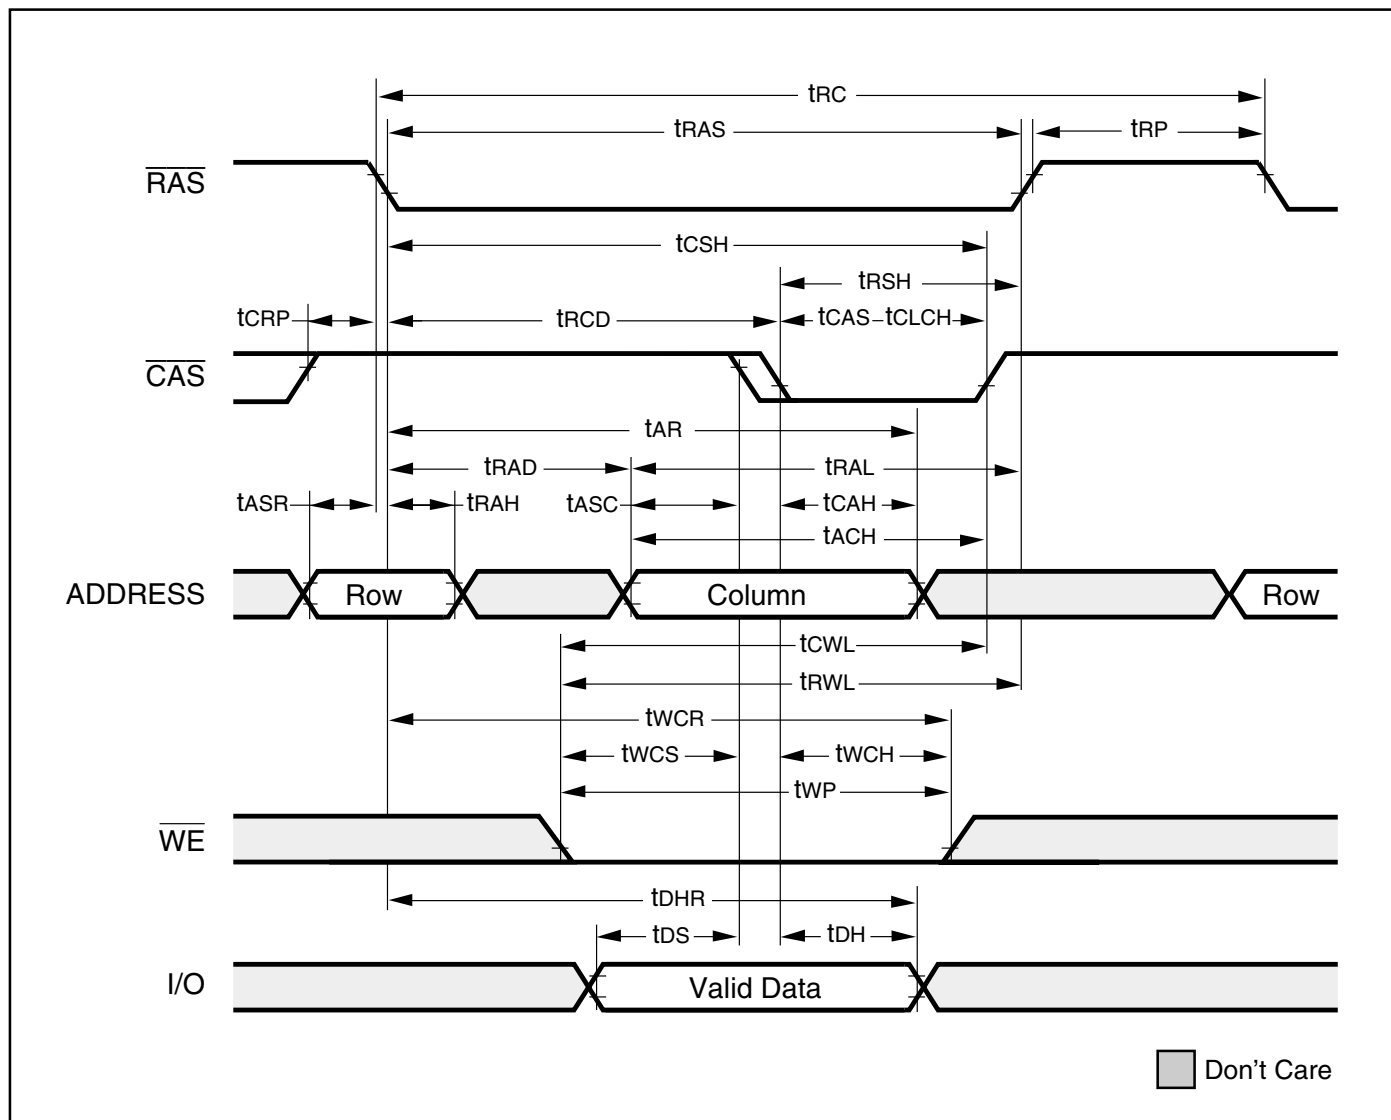 tRC
tRAS
tRP
RAS
tCSH
tRSH
tCRP
tRCD
tCAS
tCLCH
CAS
tAR
tRAD
tRAL
tASR
tRAH
tASC
tCAH
tACH
ADDRESS
Row
Column
Row
tCWL
tRWL
tWCR
tWCS
tWCH
tWP
WE
tDHR
tDS
tDH
I/O
Valid Data
Don't Care